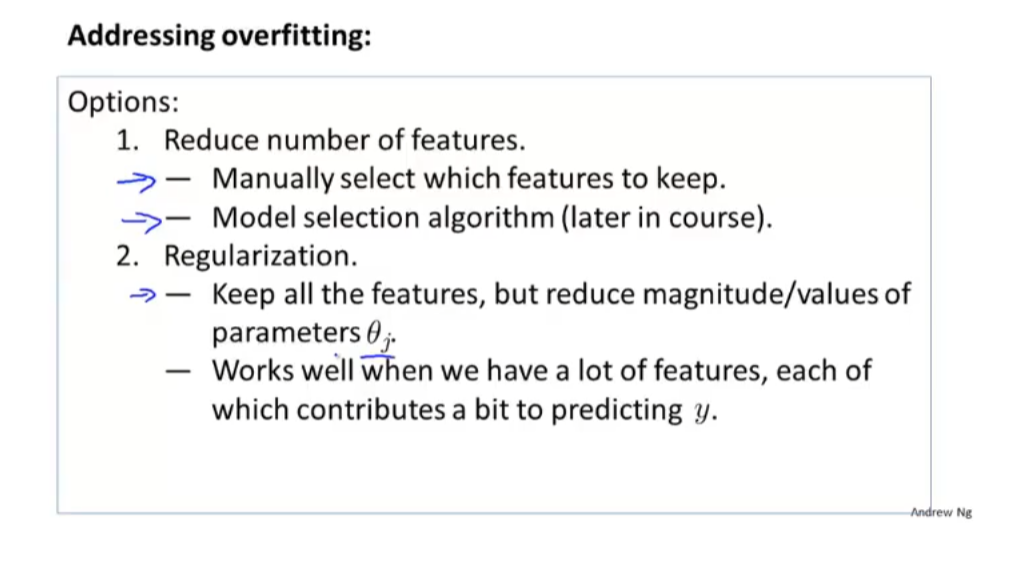 Addressing overfitting:
Options:
1. Reduce number of features.
— Manually select which features to keep.
— Model selection algorithm (later in course).
2. Regularization.
— Keep all the features, but reduce magnitude/values of
parameters θⱼ.
— Works well when we have a lot of features, each of
which contributes a bit to predicting y.
Andrew Ng